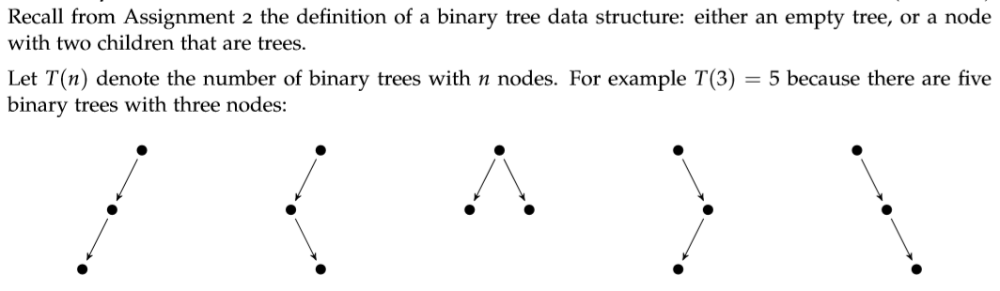 Recall from Assignment 2 the definition of a binary tree data structure: either an empty tree, or a node
with two children that are trees.
Let T(n) denote the number of binary trees with n nodes. For example T(3) = 5 because there are five
binary trees with three nodes: